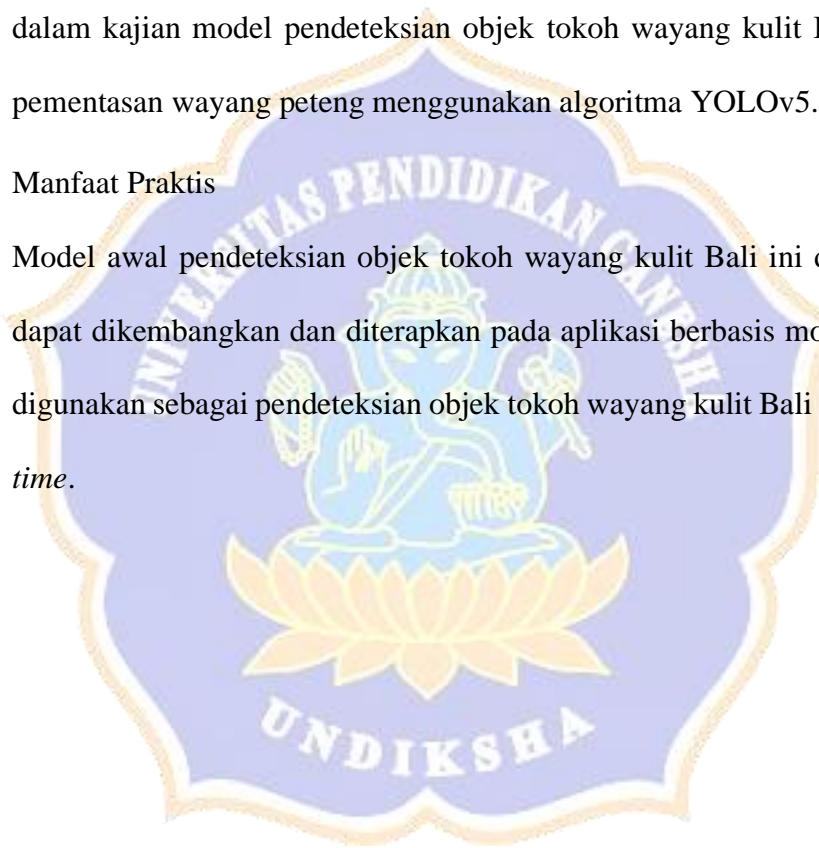 dalam kajian model pendeteksian objek tokoh wayang kulit
pementasan wayang peteng menggunakan algoritma YOLOv5.
Manfaat Praktis
Model awal pendeteksian objek tokoh wayang kulit Bali ini
dapat dikembangkan dan diterapkan pada aplikasi berbasis
digunakan sebagai pendeteksian objek tokoh wayang kulit Bali
time.
UNIVERSITAS PENDIDIKAN GANESHA
UNDIKSHA